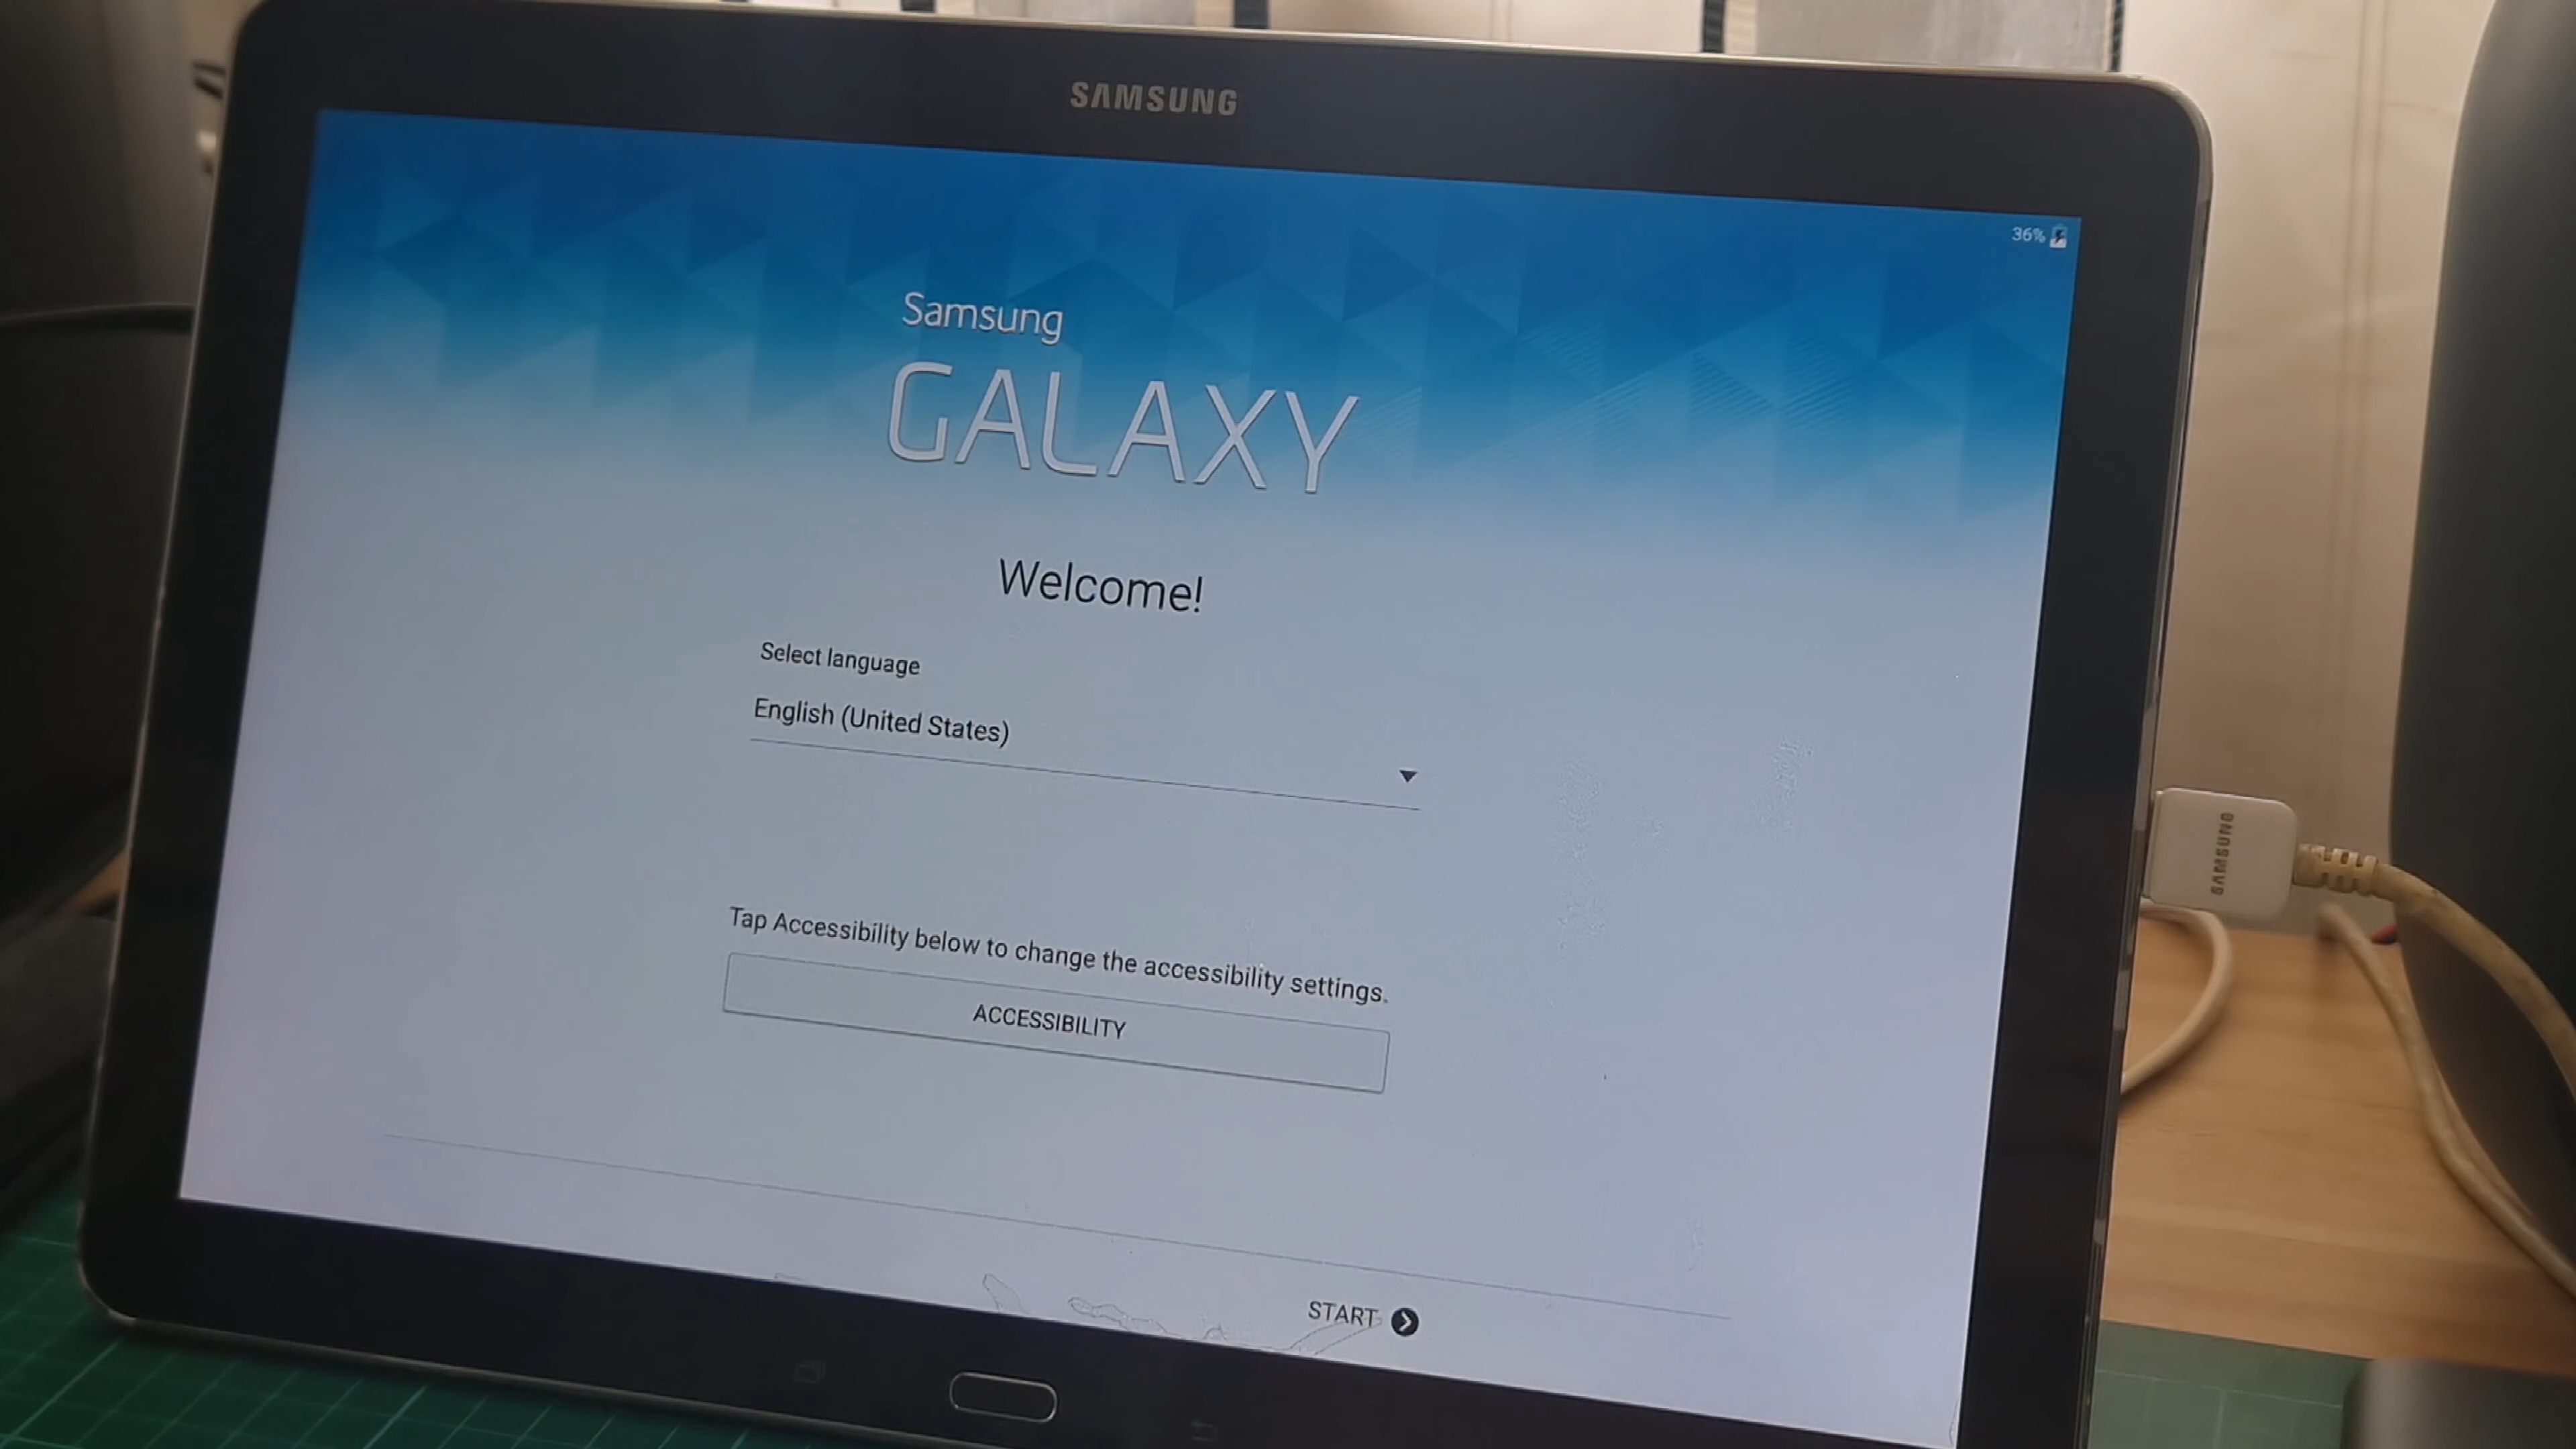 SAMSUNG
36%
Samsung
GALAXY
Welcome!
Select language
English (United States)
Tap Accessibility below to change the accessibility settings.
ACCESSIBILITY
START
SAMSUNG